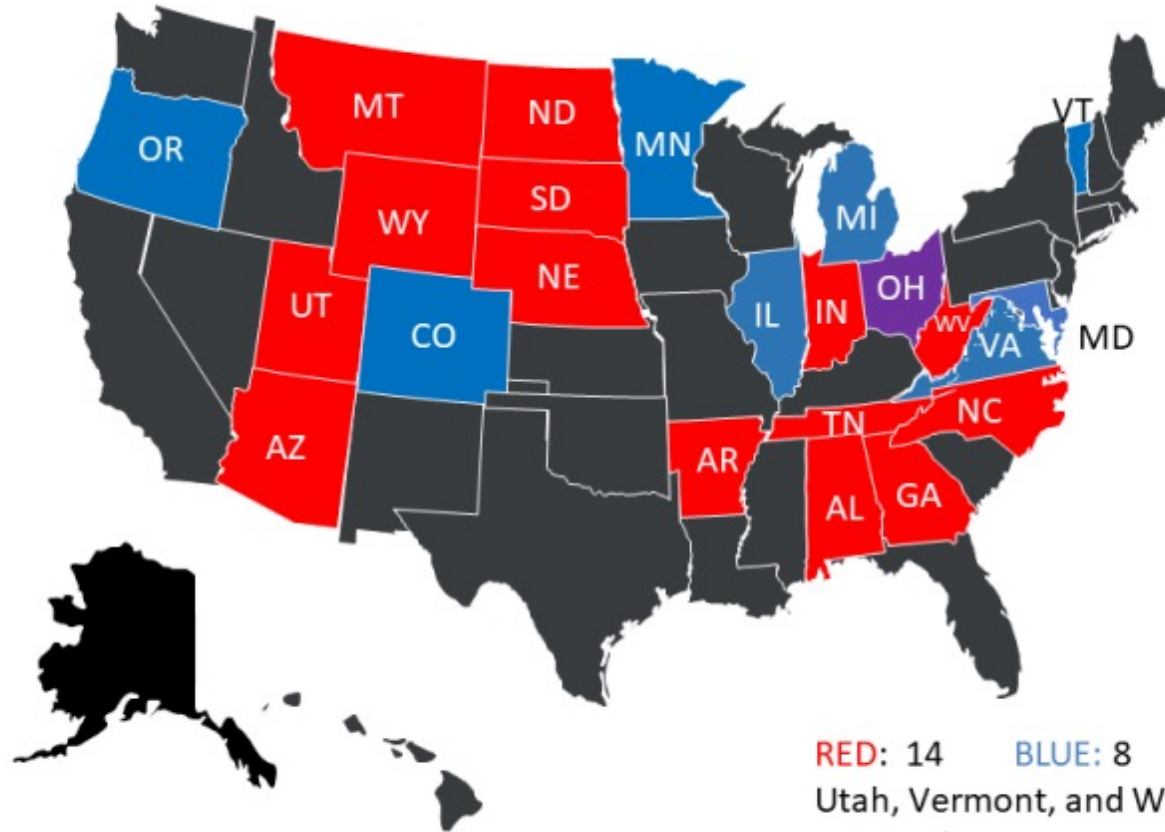 VT
MT
ND
MN
OR
SD
WY
MI
NE
OH
UT
IL
IN
WV
CO
VA
MD
NC
TN
AZ
AR
AL
GA
RED: 14 BLUE: 8
Utah, Vermont, and W